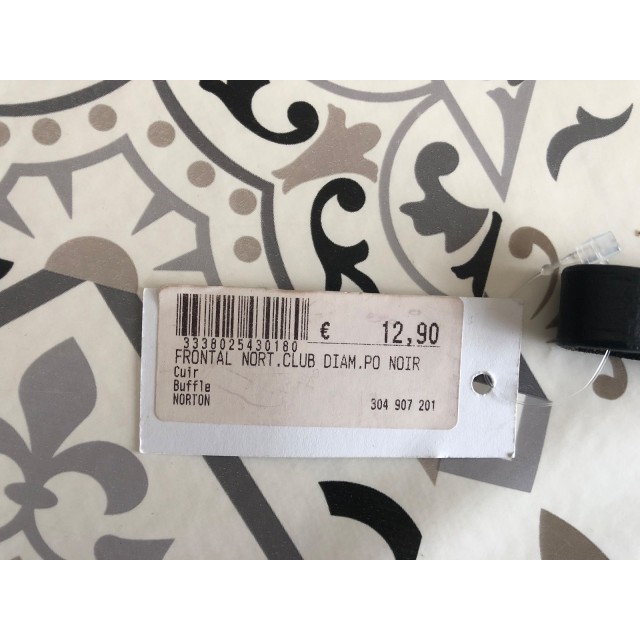 3338025430180 € 12,90
FRONTAL NORT.CLUB DIAM.PO NOIR
Cuir
Buffle
NORTON 304 907 201